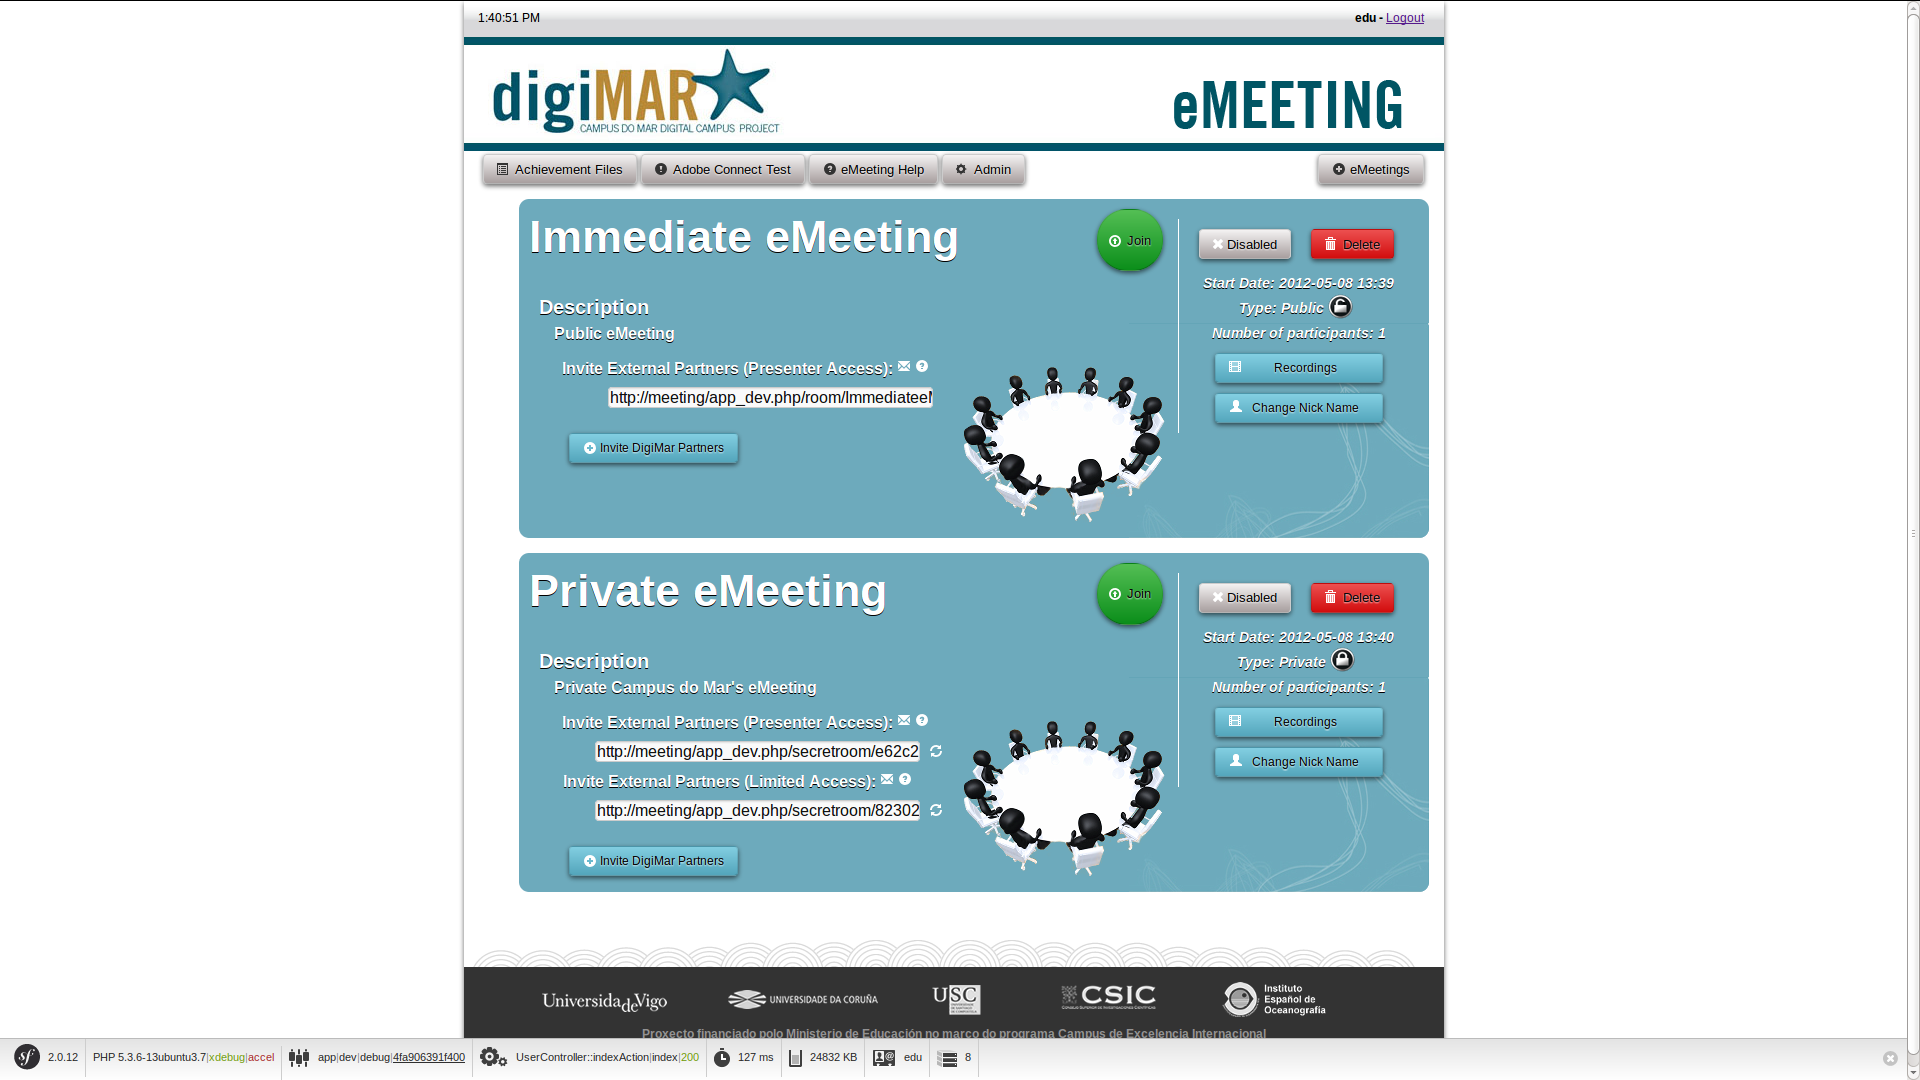 1:40:51 PM
edu - Logout
digiMAR
CAMPUS DO MAR DIGITAL CAMPUS PROJECT
eMEETING
Achievement Files
Adobe Connect Test
eMeeting Help
Admin
eMeetings
Immediate eMeeting
Join
Disabled
Delete
Start Date: 2012-05-08 13:39
Type: Public
Number of participants: 1
Description
Public eMeeting
Invite External Partners (Presenter Access):
http://meeting/app_dev.php/room/Immediatee
Recordings
Change Nick Name
Invite DigiMar Partners
Private eMeeting
Join
Disabled
Delete
Start Date: 2012-05-08 13:40
Type: Private
Number of participants: 1
Description
Private Campus do Mar's eMeeting
Invite External Partners (Presenter Access):
http://meeting/app_dev.php/secretroom/e62c2
Invite External Partners (Limited Access):
http://meeting/app_dev.php/secretroom/82302
Recordings
Change Nick Name
Invite DigiMar Partners
UniversidadeVigo
UNIVERSIDADE DA CORUÑA
USC
CSIC
Instituto
Español de
Oceanografía
Proxecto financiado polo Ministerio de Educación no marco do programa Campus de Excelencia Internacional
2.0.12
PHP 5.3.6-13ubuntu3.7|xdebug|accel
app|dev|debug|4fa906391f400
UserController::indexAction|index|200
127 ms
24832 KB
edu
8